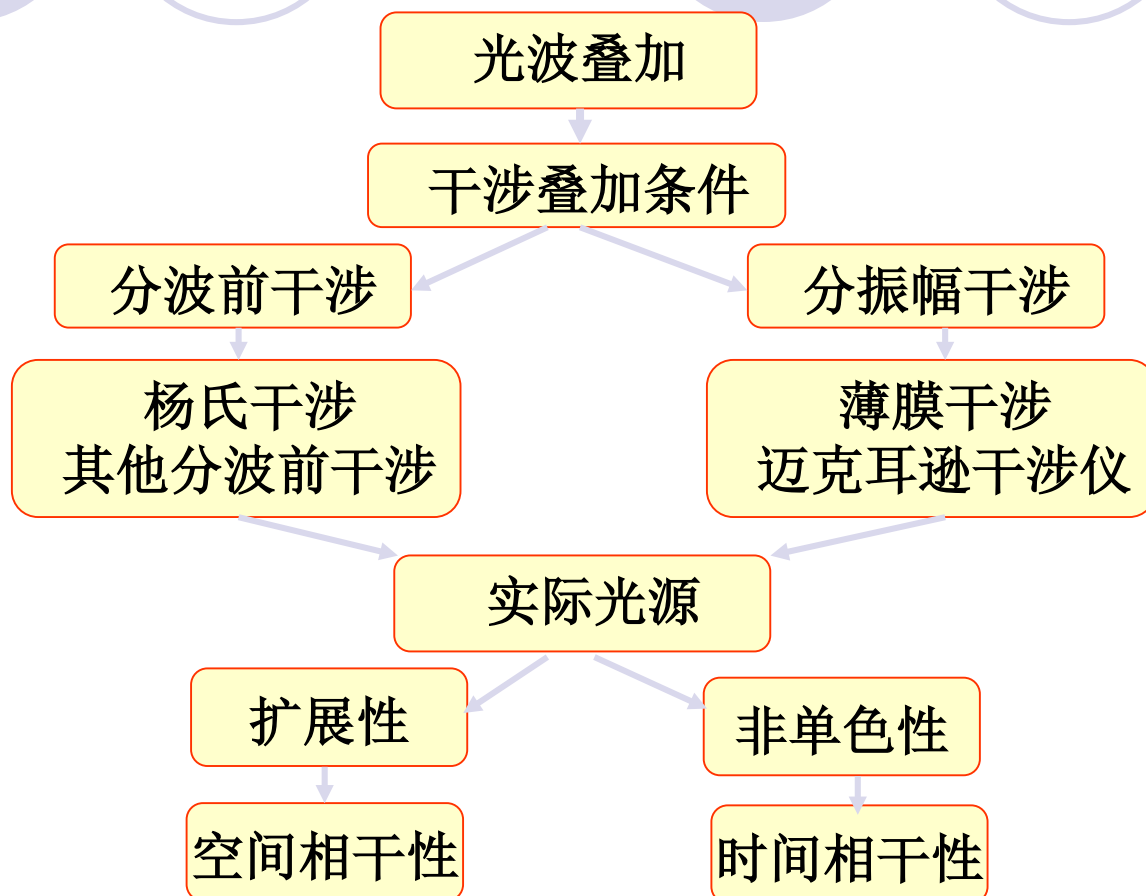 光波叠加
干涉叠加条件
分波前干涉
分振幅干涉
杨氏干涉
其他分波前干涉
薄膜干涉
迈克耳逊干涉仪
实际光源
扩展性
非单色性
空间相干性
时间相干性